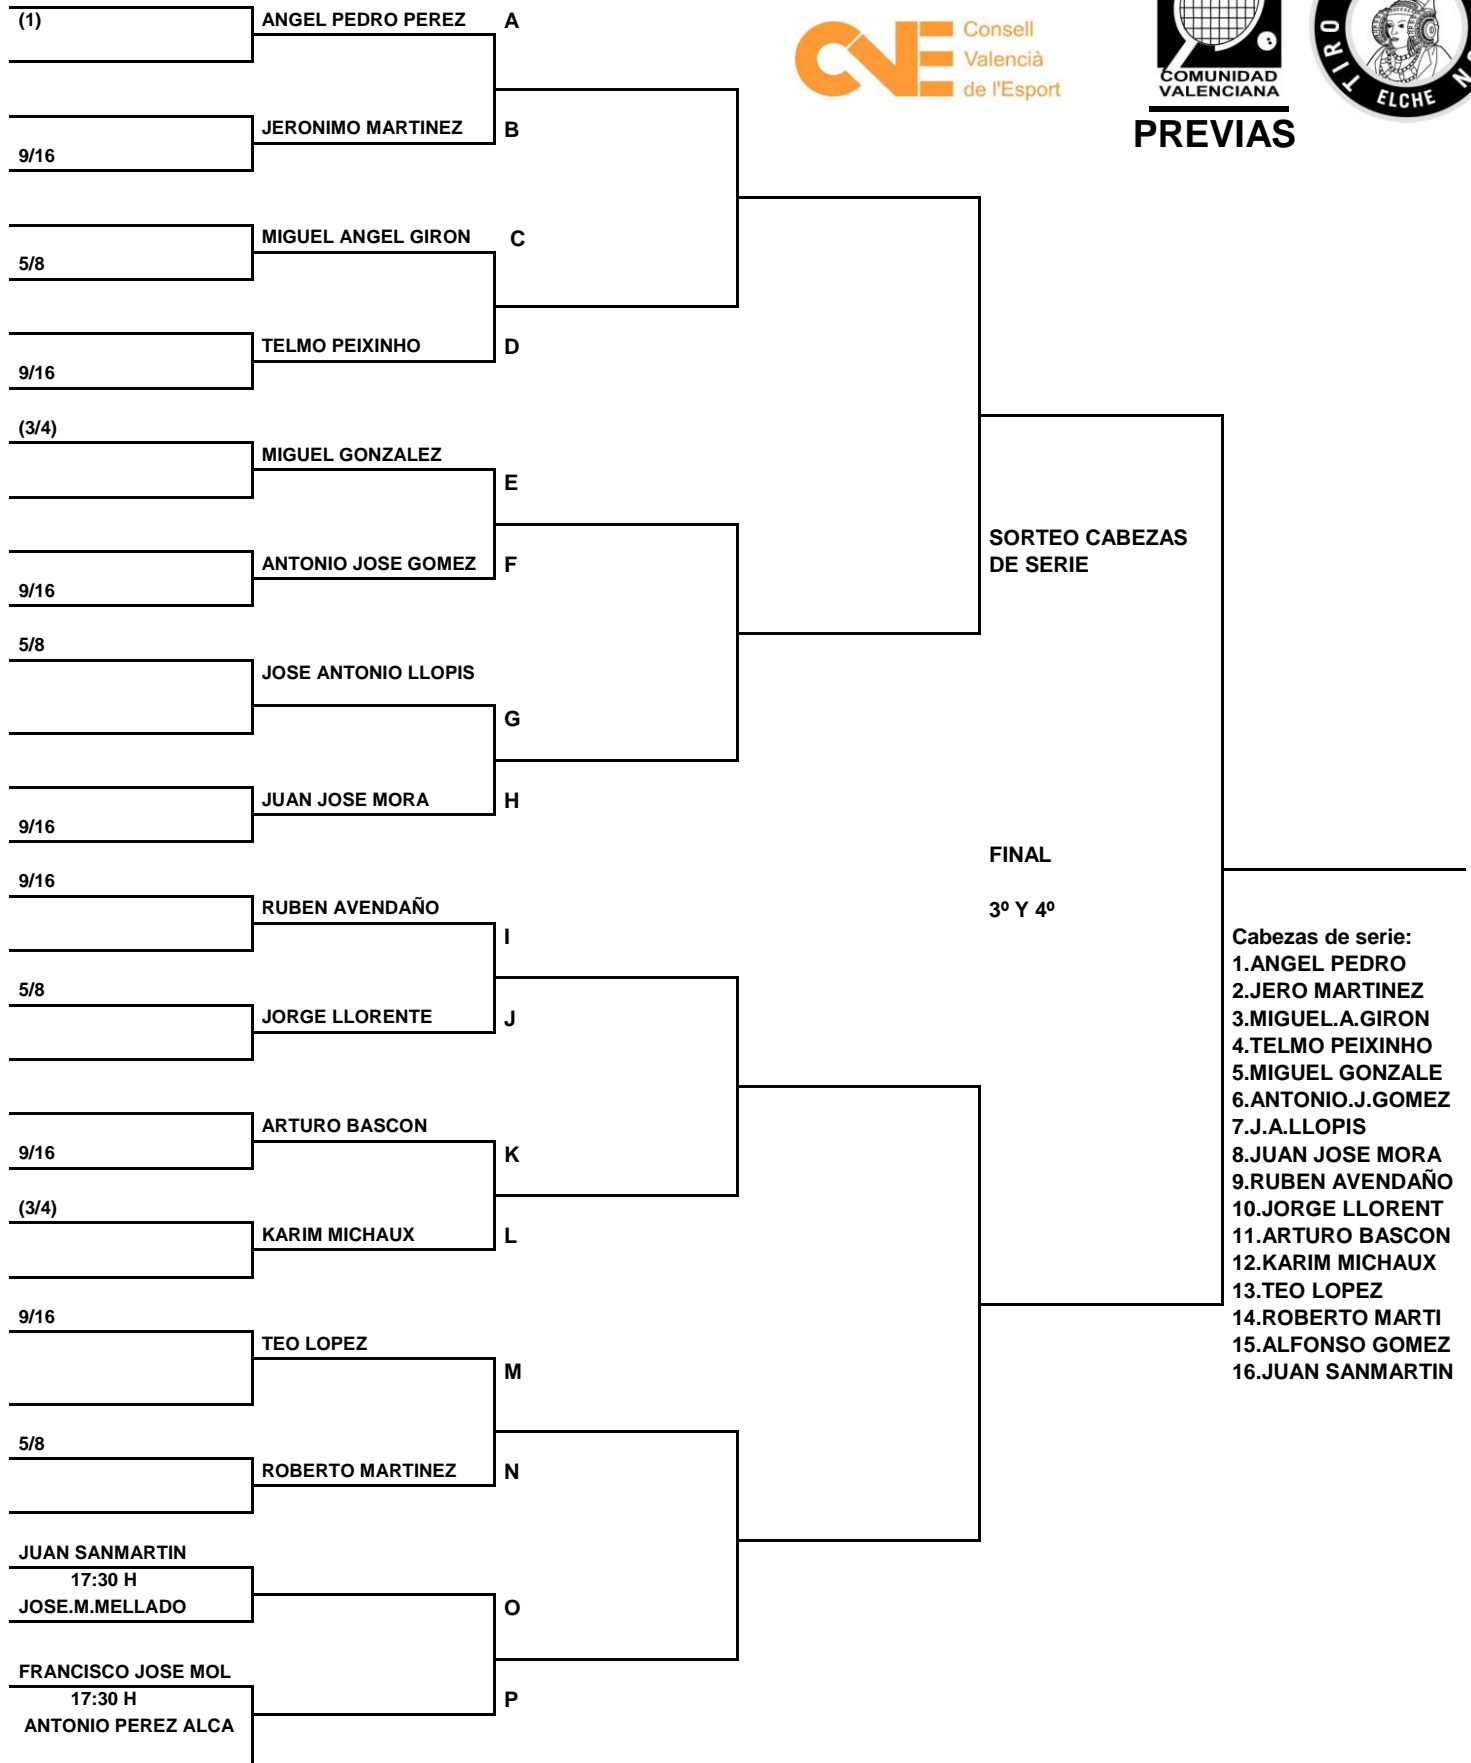 (1)
ANGEL PEDRO PEREZ
A
Consell
Valencià
de l'Esport
COMUNIDAD
VALENCIANA
TIRO
ELCHE
PREVIAS
JERONIMO MARTINEZ
B
9/16
MIGUEL ANGEL GIRON
C
5/8
TELMO PEIXINHO
D
9/16
(3/4)
MIGUEL GONZALEZ
E
SORTEO CABEZAS
DE SERIE
ANTONIO JOSE GOMEZ
F
9/16
5/8
JOSE ANTONIO LLOPIS
G
JUAN JOSE MORA
H
9/16
FINAL
9/16
RUBEN AVENDAÑO
3º Y 4º
I
5/8
JORGE LLORENTE
J
ARTURO BASCON
9/16
K
(3/4)
KARIM MICHAUX
L
9/16
TEO LOPEZ
M
5/8
ROBERTO MARTINEZ
N
JUAN SANMARTIN
17:30 H
JOSE.M.MELLADO
O
FRANCISCO JOSE MOL
17:30 H
P
ANTONIO PEREZ ALCA
Cabezas de serie:
1.ANGEL PEDRO
2.JERO MARTINEZ
3.MIGUEL.A.GIRON
4.TELMO PEIXINHO
5.MIGUEL GONZALE
6.ANTONIO.J.GOMEZ
7.J.A.LLOPIS
8.JUAN JOSE MORA
9.RUBEN AVENDAÑO
10.JORGE LLORENT
11.ARTURO BASCON
12.KARIM MICHAUX
13.TEO LOPEZ
14.ROBERTO MARTI
15.ALFONSO GOMEZ
16.JUAN SANMARTIN